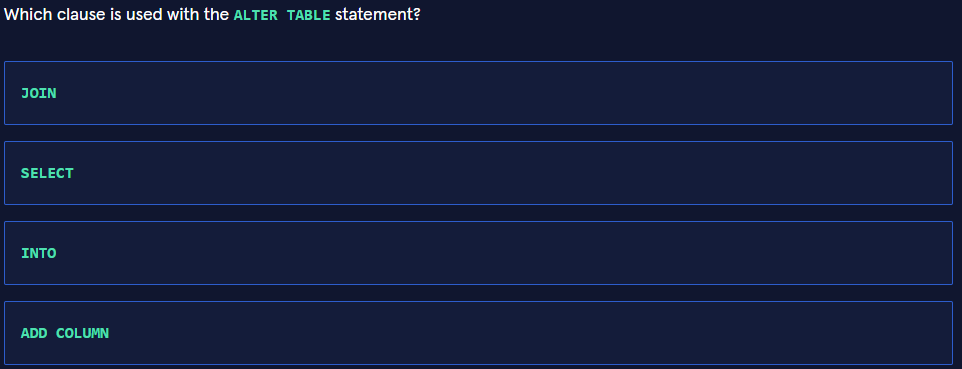 Which clause is used with the ALTER TABLE statement?
JOIN
SELECT
INTO
ADD COLUMN